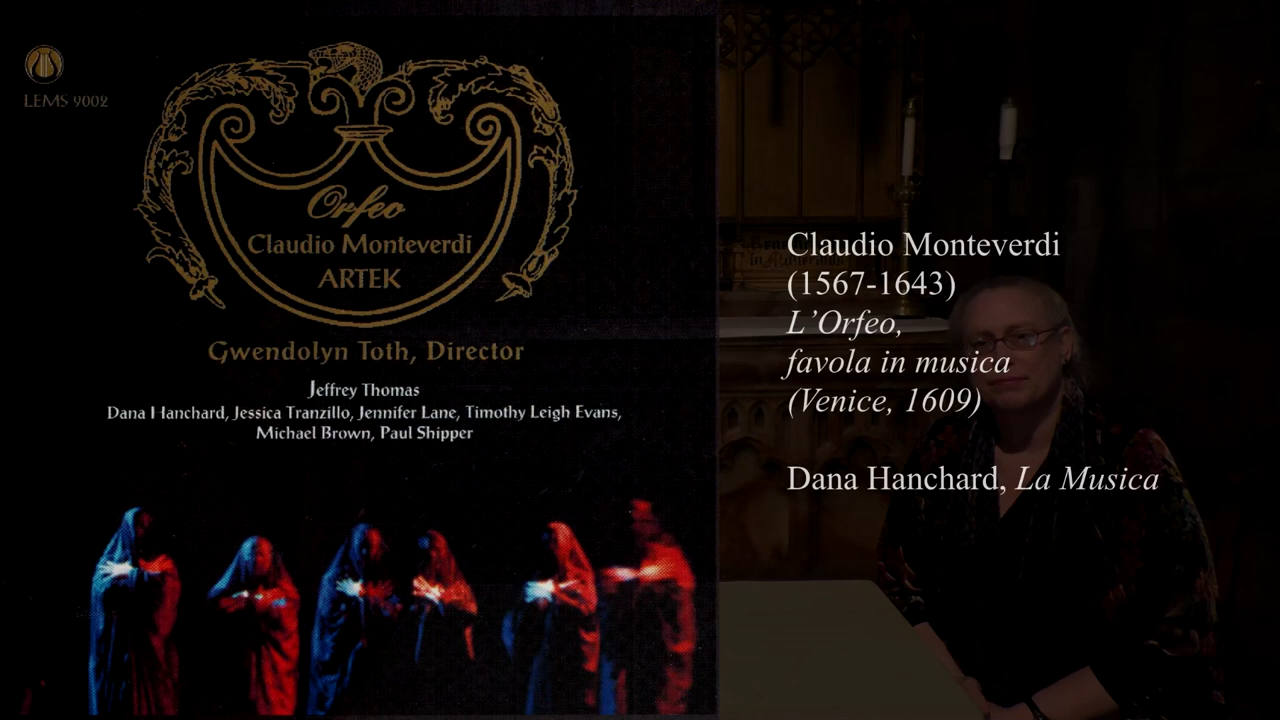 LEMS 9002
Orfeo
Claudio Monteverdi
ARTEK
Gwendolyn Toth, Director
Jeffrey Thomas
Dana Hanchard, Jessica Tranzillo, Jennifer Lane, Timothy Leigh Evans,
Michael Brown, Paul Shipper
Claudio Monteverdi
(1567-1643)
L’Orfeo,
favola in musica
(Venice, 1609)
Dana Hanchard, La Musica